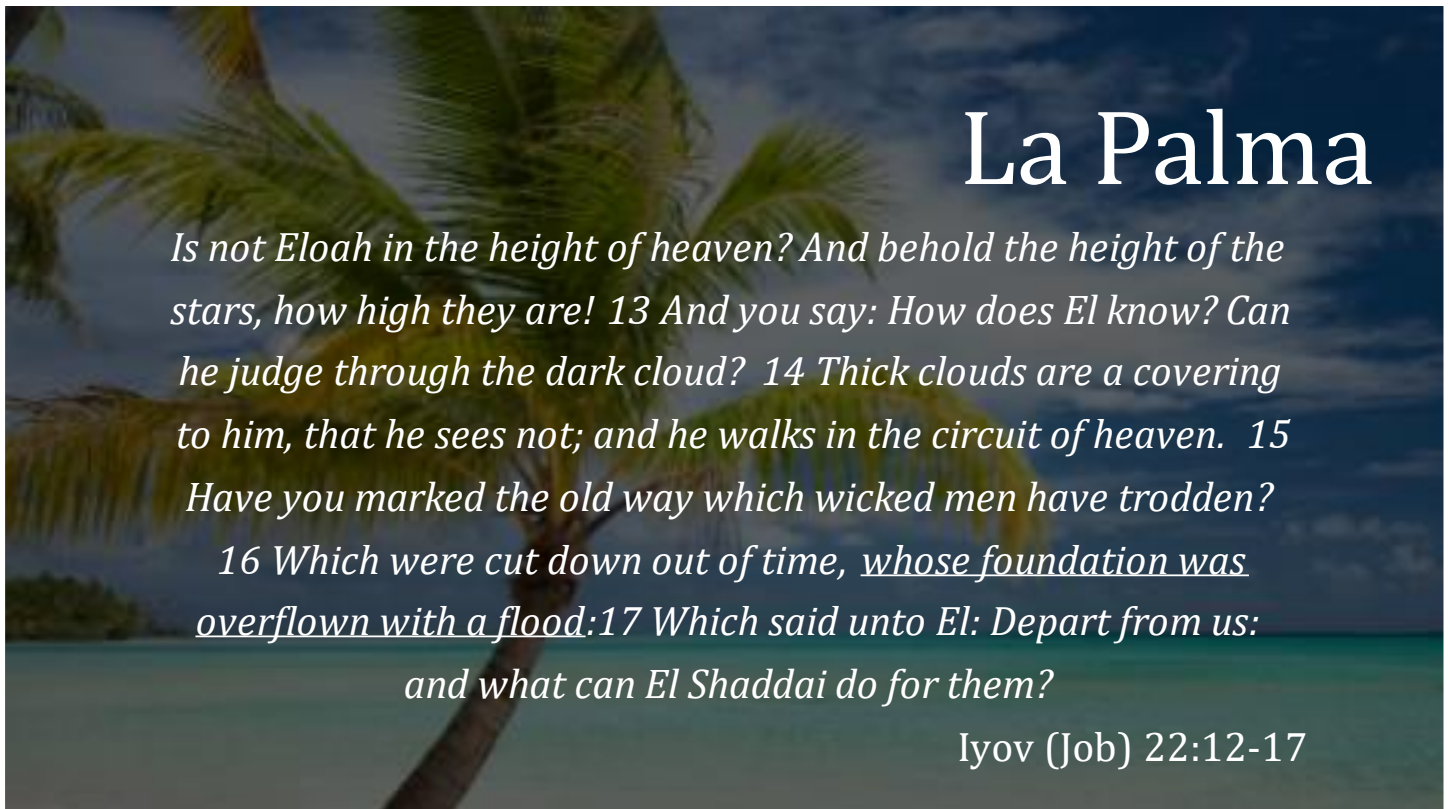 La Palma
Is not Eloah in the height of heaven? And behold the height of the
stars, how high they are! 13 And you say: How does El know? Can
he judge through the dark cloud? 14 Thick clouds are a covering
to him, that he sees not; and he walks in the circuit of heaven. 15
Have you marked the old way which wicked men have trodden?
16 Which were cut down out of time, whose foundation was
overflown with a flood:17 Which said unto El: Depart from us:
and what can El Shaddai do for them?
Iyov (Job) 22:12-17